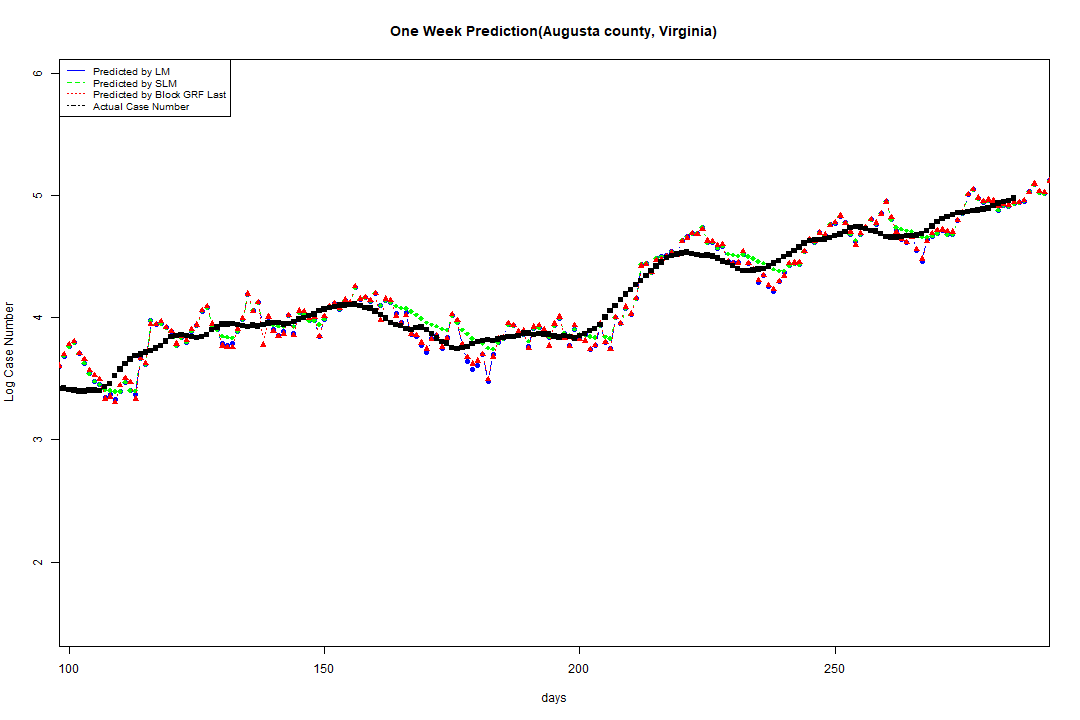 One Week Prediction(Augusta county, Virginia)
Predicted by LM
Predicted by SLM
Predicted by Block GRF Last
Actual Case Number
6
5
4
3
2
Log Case Number
100
150
200
250
days